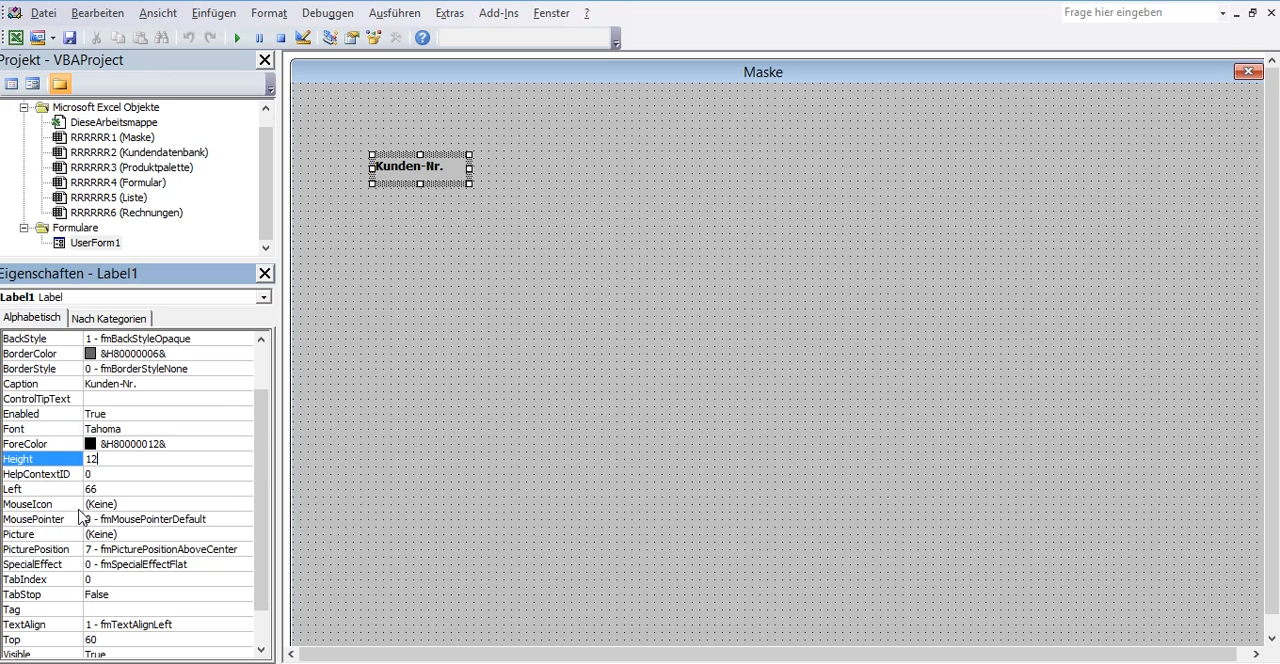 Datei Bearbeiten Ansicht Einfügen Format Debuggen Ausführen Extras Add-Ins Fenster ? Frage hier eingeben
Projekt - VBAProject
Microsoft Excel Objekte
DieseArbeitsmappe
RRRRRR1 (Maske)
RRRRRR2 (Kundendatenbank)
RRRRRR3 (Produktpalette)
RRRRRR4 (Formular)
RRRRRR5 (Liste)
RRRRRR6 (Rechnungen)
Formulare
UserForm1
Eigenschaften - Label1
Label1 Label
Alphabetisch Nach Kategorien
BackStyle 1 - fmBackStyleOpaque
BorderColor &H80000006&
BorderStyle 0 - fmBorderStyleNone
Caption Kunden-Nr.
ControlTipText
Enabled True
Font Tahoma
ForeColor &H80000012&
Height 12
HelpContextID 0
Left 66
MouseIcon (Keine)
MousePointer - fmMousePointerDefault
Picture (Keine)
PicturePosition 7 - fmPicturePositionAboveCenter
SpecialEffect 0 - fmSpecialEffectFlat
TabIndex 0
TabStop False
Tag
TextAlign 1 - fmTextAlignLeft
Top 60
Visible True
Maske
Kunden-Nr.